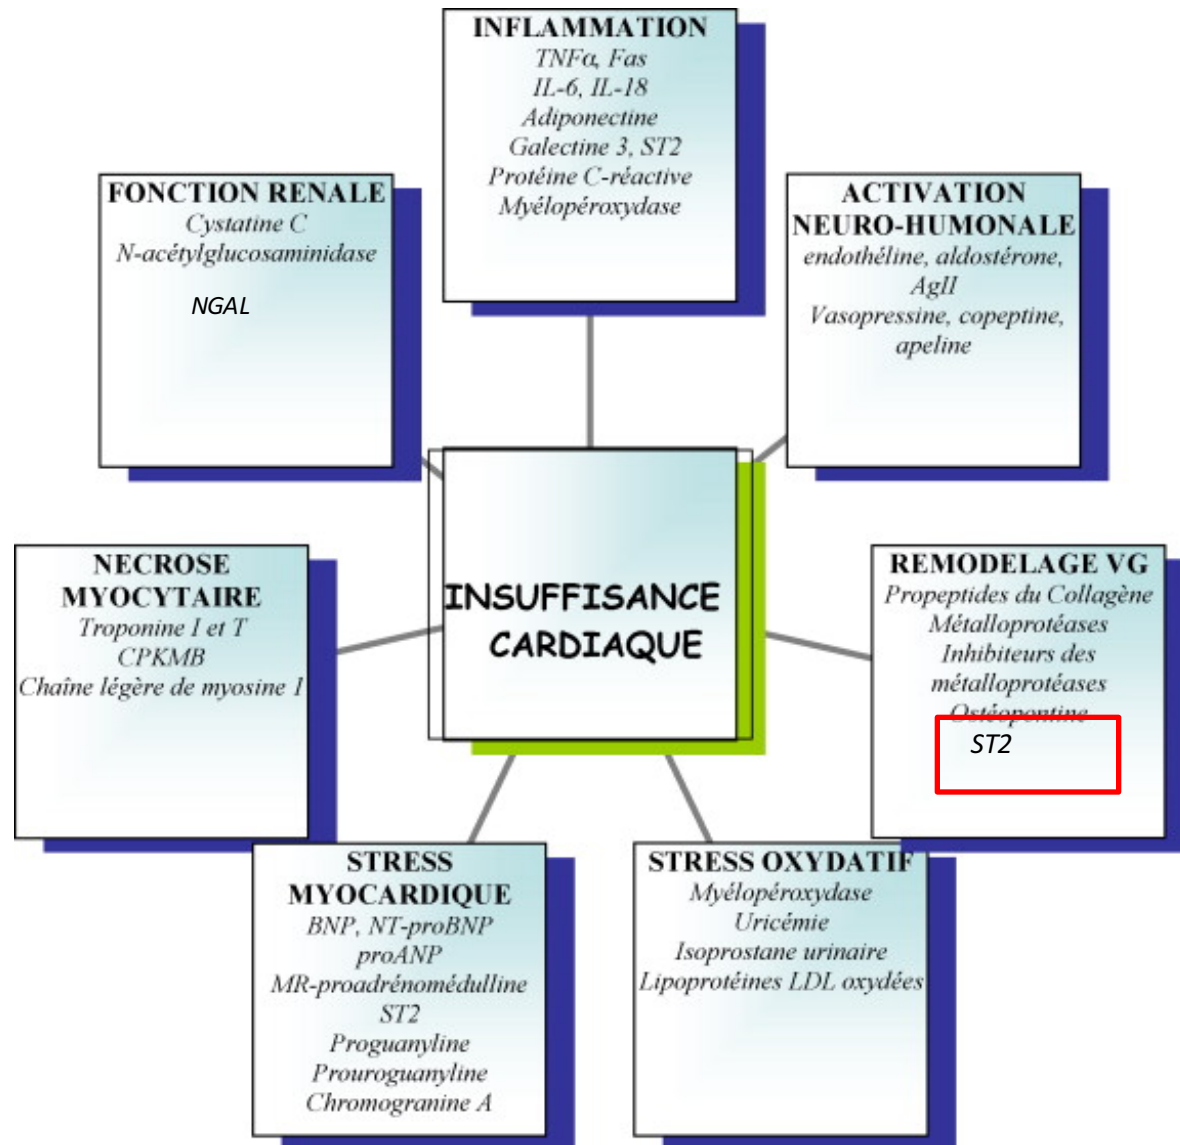 INFLAMMATION
TNFα, Fas
IL-6, IL-18
Adiponectine
Galectine 3, ST2
Protéine C-réactive
Myélopéroxydase
FONCTION RENALE
Cystatine C
N-acétylglucosaminidase
NGAL
ACTIVATION
NEURO-HUMONALE
endothéline, aldostérone,
AgII
Vasopressine, copeptine,
apeline
INSUFFISANCE
CARDIAQUE
NECROSE
MYOCYTAIRE
Troponine I et T
CPKMB
Chaîne légère de myosine I
REMODELAGE VG
Propeptides du Collagène
Métalloprotéases
Inhibiteurs des
métalloprotéases
Ostéopontine
ST2
STRESS
MYOCARDIQUE
BNP, NT-proBNP
proANP
MR-proadrénomédulline
ST2
Proguanyline
Prouroguanyline
Chromogranine A
STRESS OXYDATIF
Myélopéroxydase
Uricémie
Isoprostane urinaire
Lipoprotéines LDL oxydées